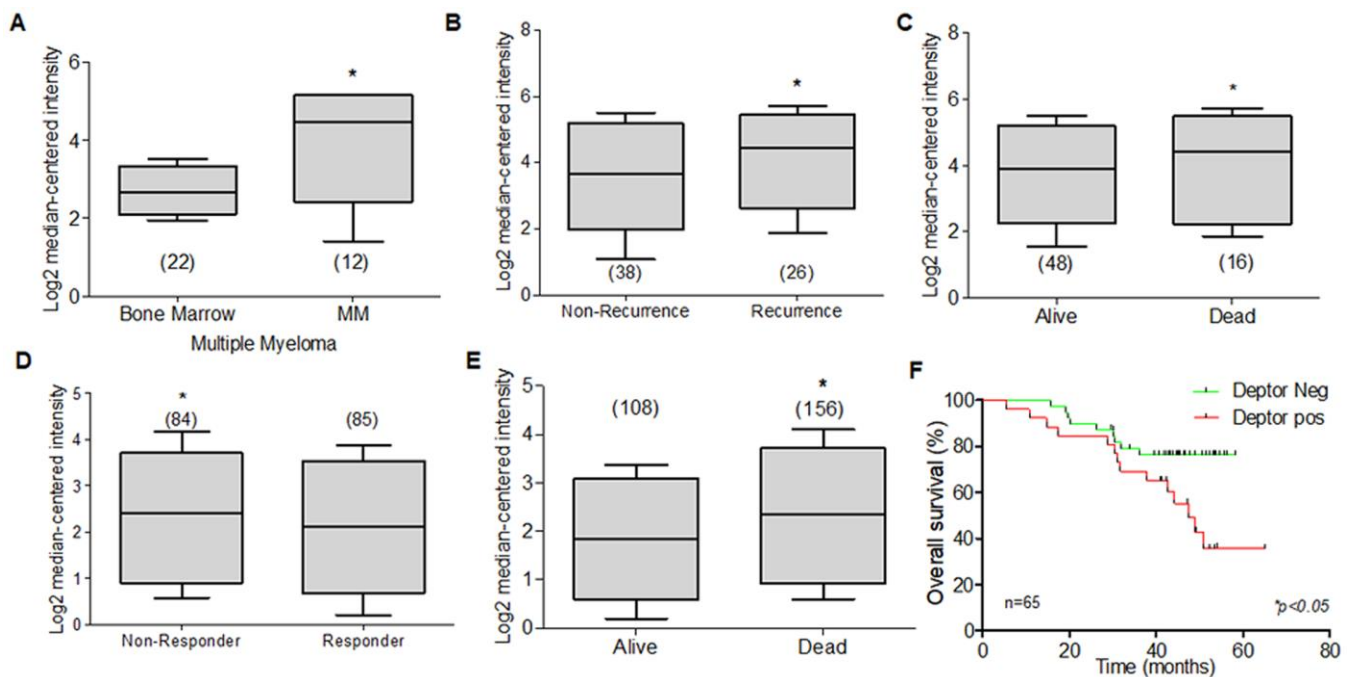 A
Log2 median-centered intensity
6
4
2
0
*
(22)
(12)
Bone Marrow
MM
Multiple Myeloma
B
Log2 median-centered intensity
8
6
4
2
0
*
(38)
(26)
Non-Recurrence
Recurrence
C
Log2 median-centered intensity
8
6
4
2
0
*
(48)
(16)
Alive
Dead
D
Log2 median-centered intensity
5
4
3
2
1
0
*
(84)
(85)
Non-Responder
Responder
E
Log2 median-centered intensity
5
4
3
2
1
0
(108)
*
(156)
Alive
Dead
F
Deptor Neg
Deptor pos
Overall survival (%)
100
80
60
40
20
0
n=65
*p<0.05
0
20
40
60
80
Time (months)